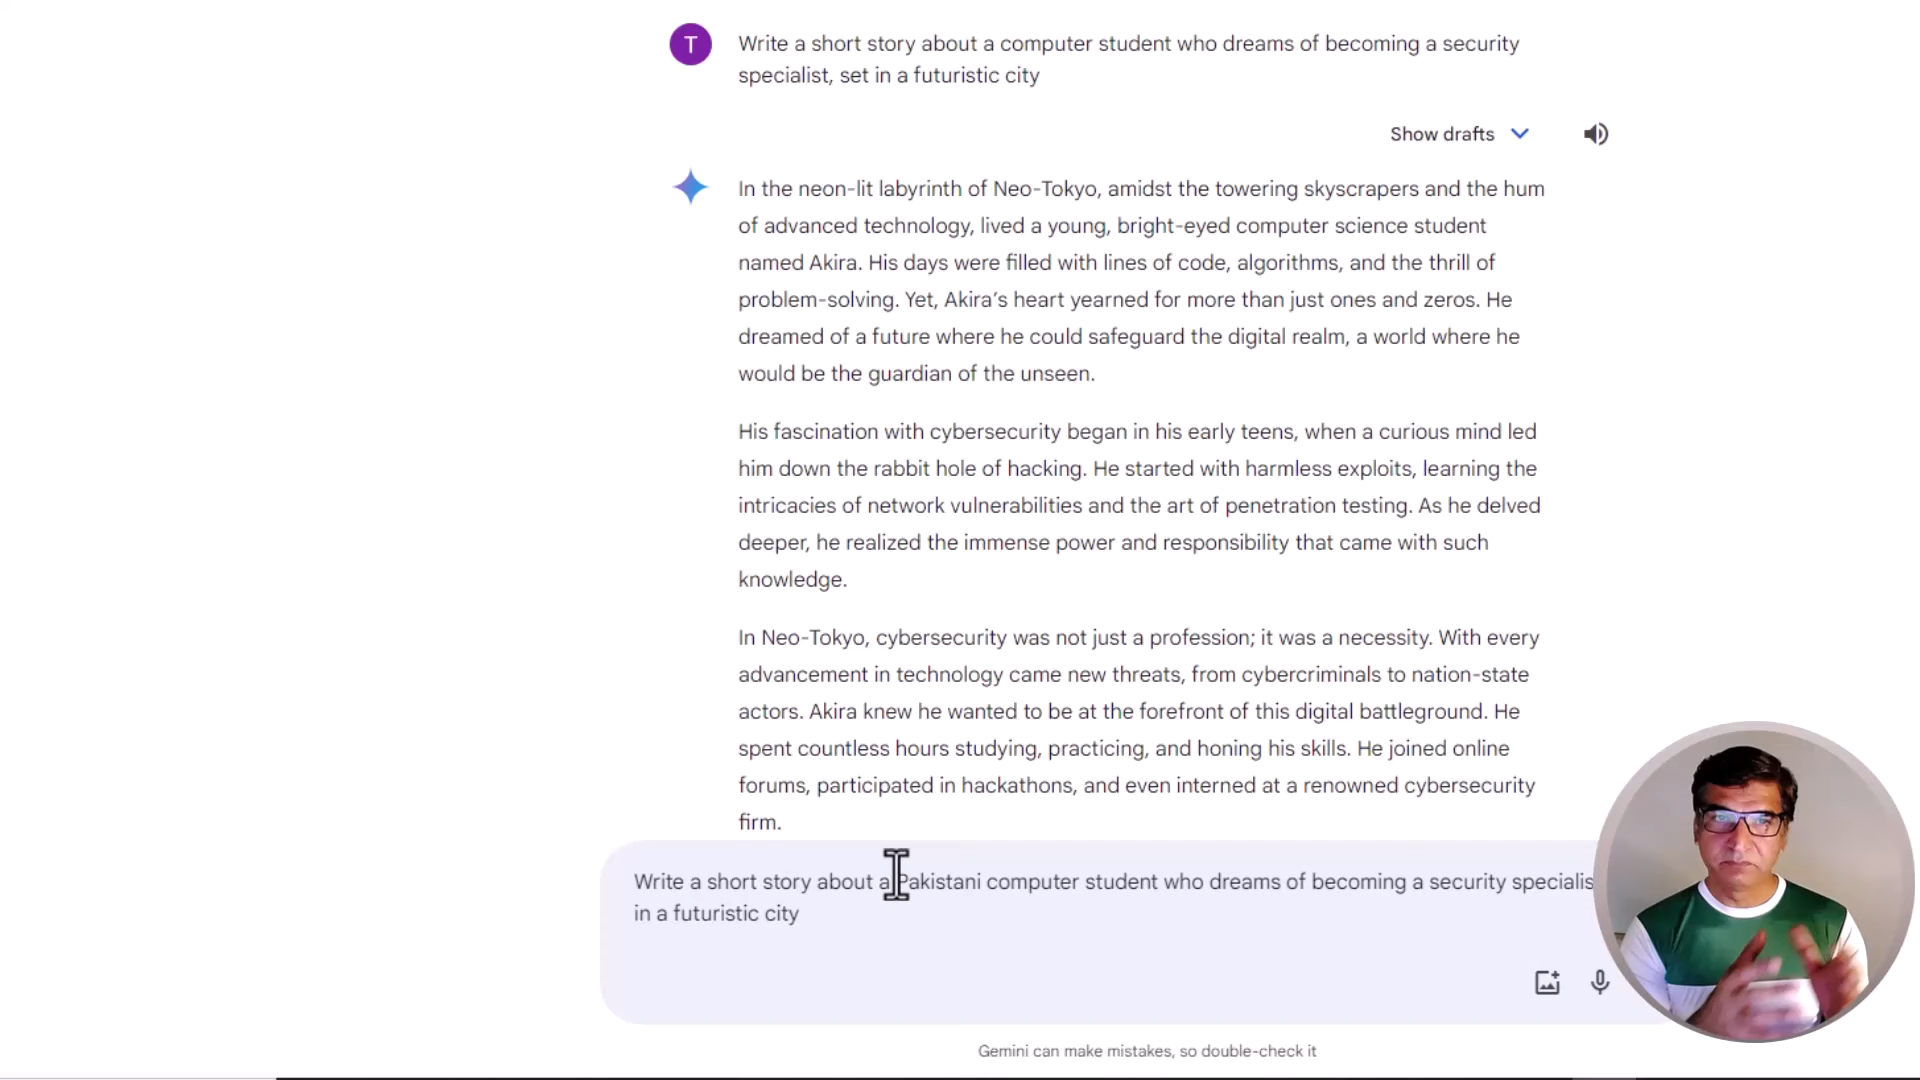 T
Write a short story about a computer student who dreams of becoming a security
specialist, set in a futuristic city
Show drafts
In the neon-lit labyrinth of Neo-Tokyo, amidst the towering skyscrapers and the hum
of advanced technology, lived a young, bright-eyed computer science student
named Akira. His days were filled with lines of code, algorithms, and the thrill of
problem-solving. Yet, Akira’s heart yearned for more than just ones and zeros. He
dreamed of a future where he could safeguard the digital realm, a world where he
would be the guardian of the unseen.
His fascination with cybersecurity began in his early teens, when a curious mind led
him down the rabbit hole of hacking. He started with harmless exploits, learning the
intricacies of network vulnerabilities and the art of penetration testing. As he delved
deeper, he realized the immense power and responsibility that came with such
knowledge.
In Neo-Tokyo, cybersecurity was not just a profession; it was a necessity. With every
advancement in technology came new threats, from cybercriminals to nation-state
actors. Akira knew he wanted to be at the forefront of this digital battleground. He
spent countless hours studying, practicing, and honing his skills. He joined online
forums, participated in hackathons, and even interned at a renowned cybersecurity
firm.
Write a short story about a Pakistani computer student who dreams of becoming a security specialis
in a futuristic city
Gemini can make mistakes, so double-check it